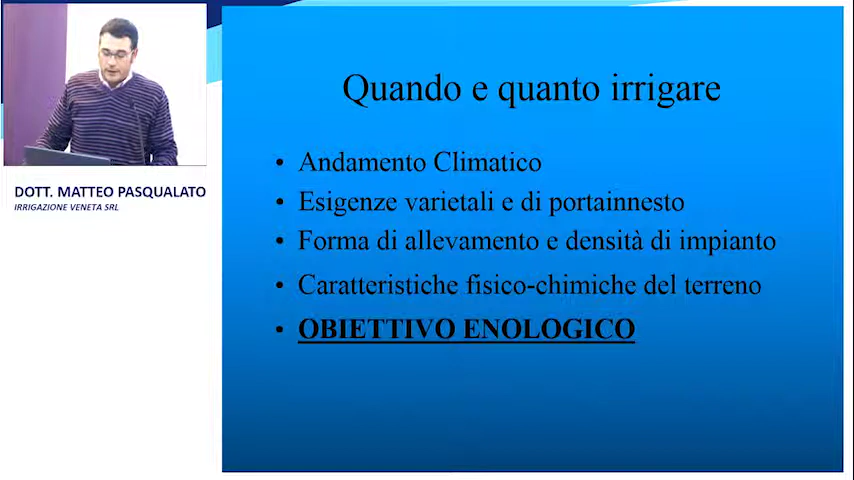 DOTT. MATTEO PASQUALATO
IRRIGAZIONE VENETA SRL
Quando e quanto irrigare
• Andamento Climatico
• Esigenze varietali e di portainnesto
• Forma di allevamento e densità di impianto
• Caratteristiche fisico-chimiche del terreno
• OBIETTIVO ENOLOGICO